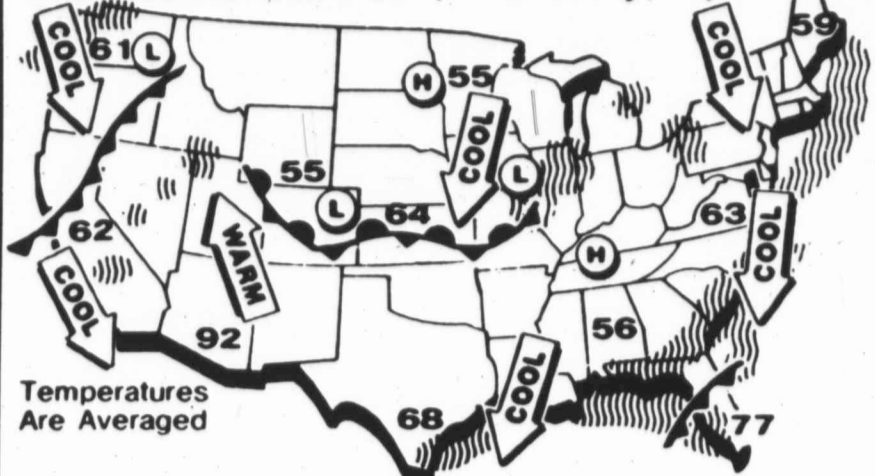 COOL
61
L
H
55
COOL
59
COOL
55
L
64
L
62
COOL
WARM
92
H
63
COOL
56
COOL
68
77
Temperatures
Are Averaged